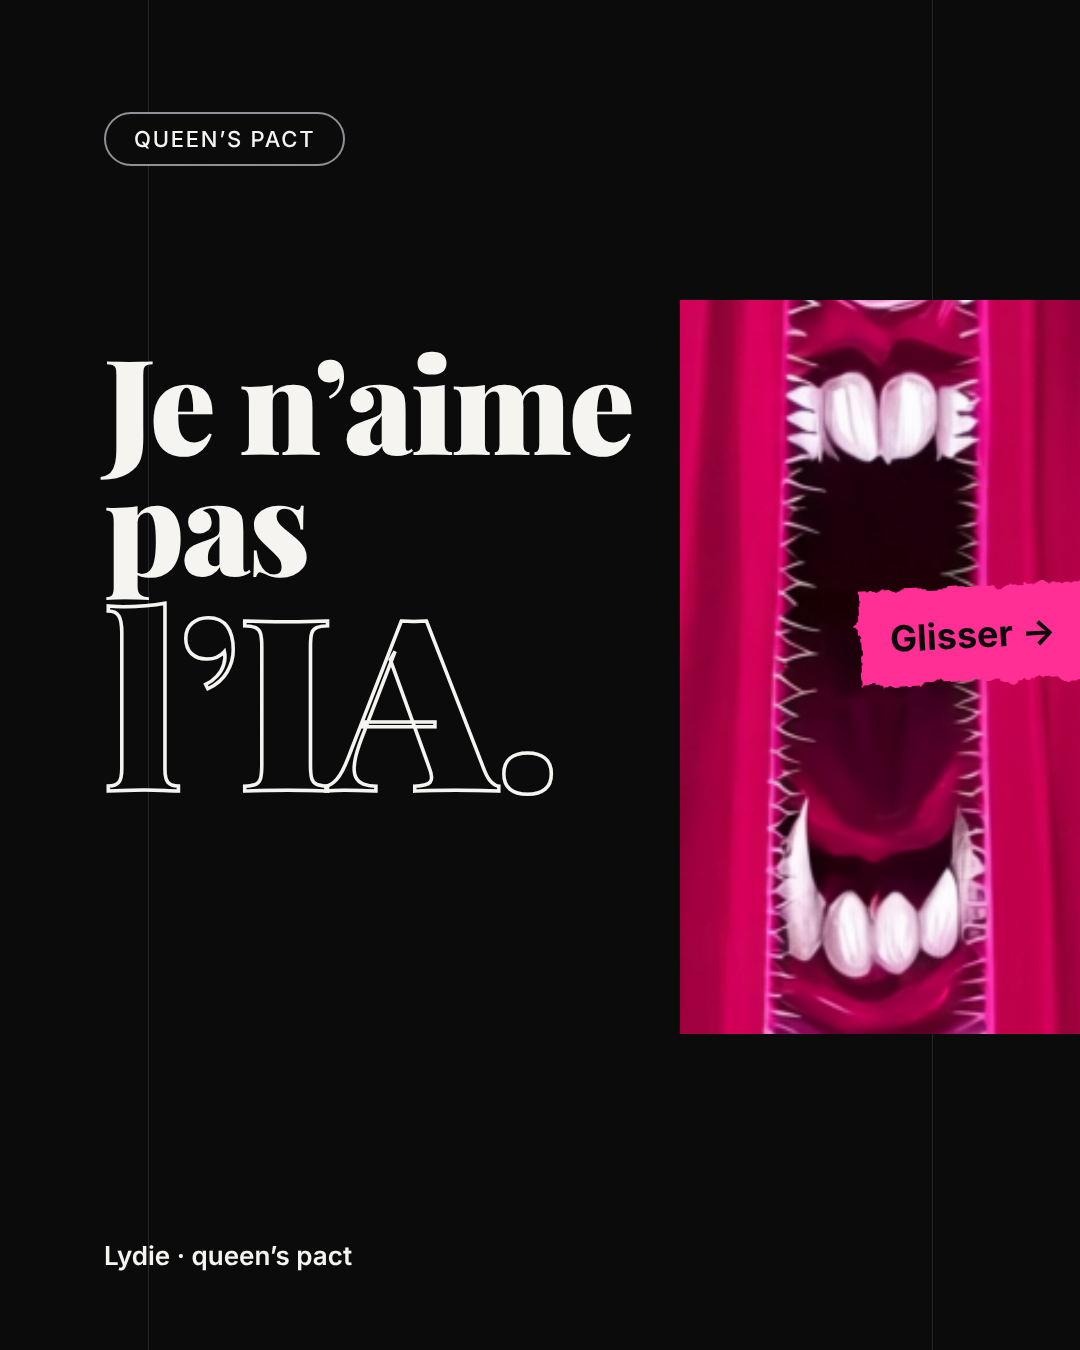 QUEEN’S PACT
Je n’aime
pas
l’IA.
Glisser →
Lydie · queen’s pact